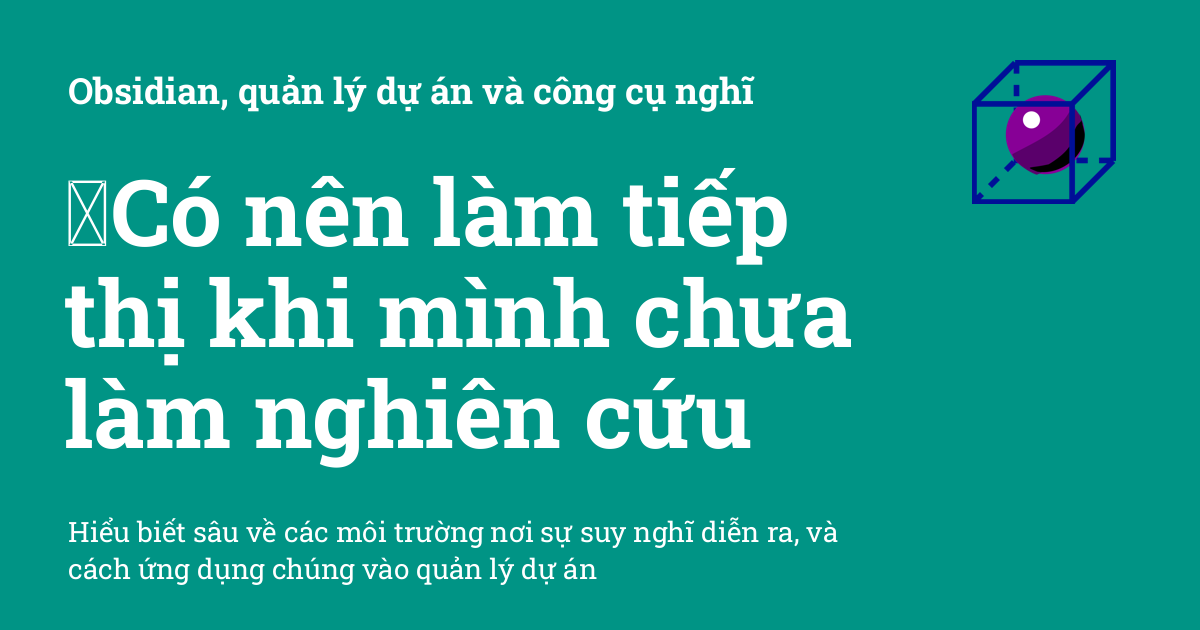 Obsidian, quản lý dự án và công cụ nghĩ
Có nên làm tiếp
thị khi mình chưa
làm nghiên cứu
Hiểu biết sâu về các môi trường nơi sự suy nghĩ diễn ra, và
cách ứng dụng chúng vào quản lý dự án